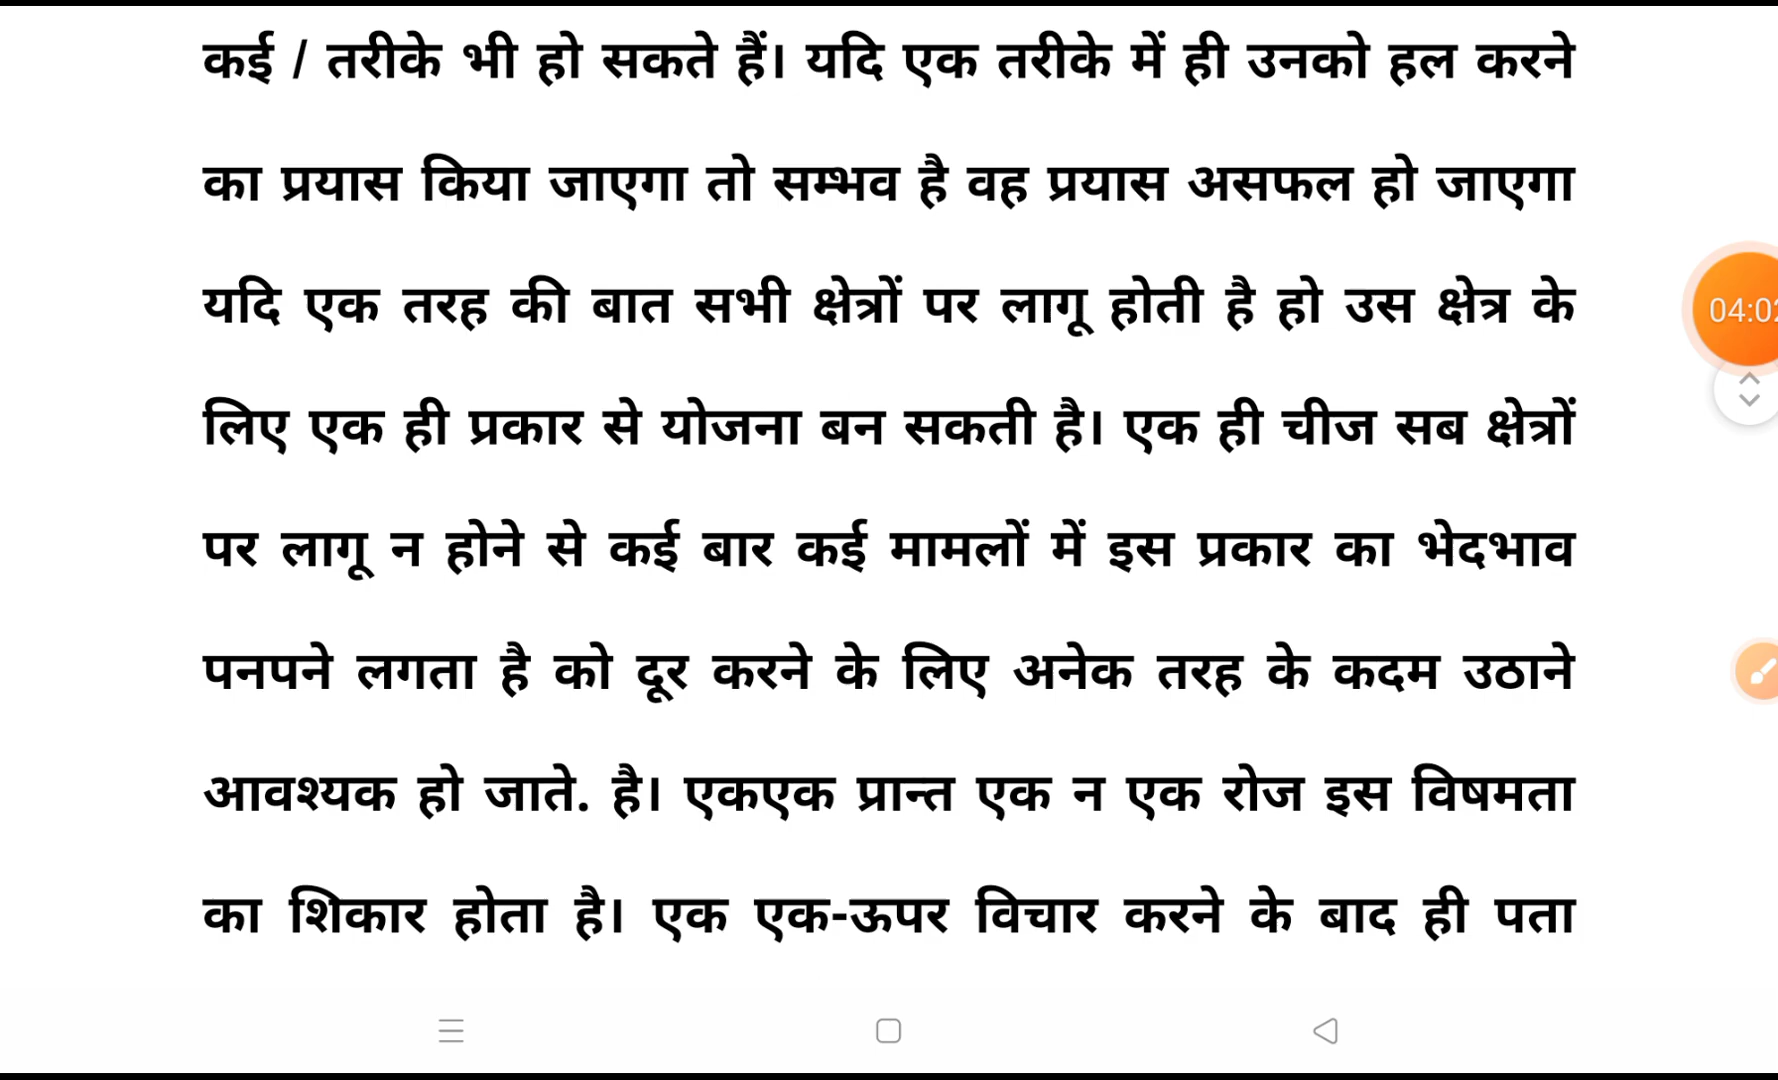 कई / तरीके भी हो सकते हैं। यदि एक तरीके में ही उनको हल करने
का प्रयास किया जाएगा तो सम्भव है वह प्रयास असफल हो जाएगा
यदि एक तरह की बात सभी क्षेत्रों पर लागू होती है हो उस क्षेत्र के
लिए एक ही प्रकार से योजना बन सकती है। एक ही चीज सब क्षेत्रों
पर लागू न होने से कई बार कई मामलों में इस प्रकार का भेदभाव
पनपने लगता है को दूर करने के लिए अनेक तरह के कदम उठाने
आवश्यक हो जाते. है। एकएक प्रान्त एक न एक रोज इस विषमता
का शिकार होता है। एक एक-ऊपर विचार करने के बाद ही पता
04:0